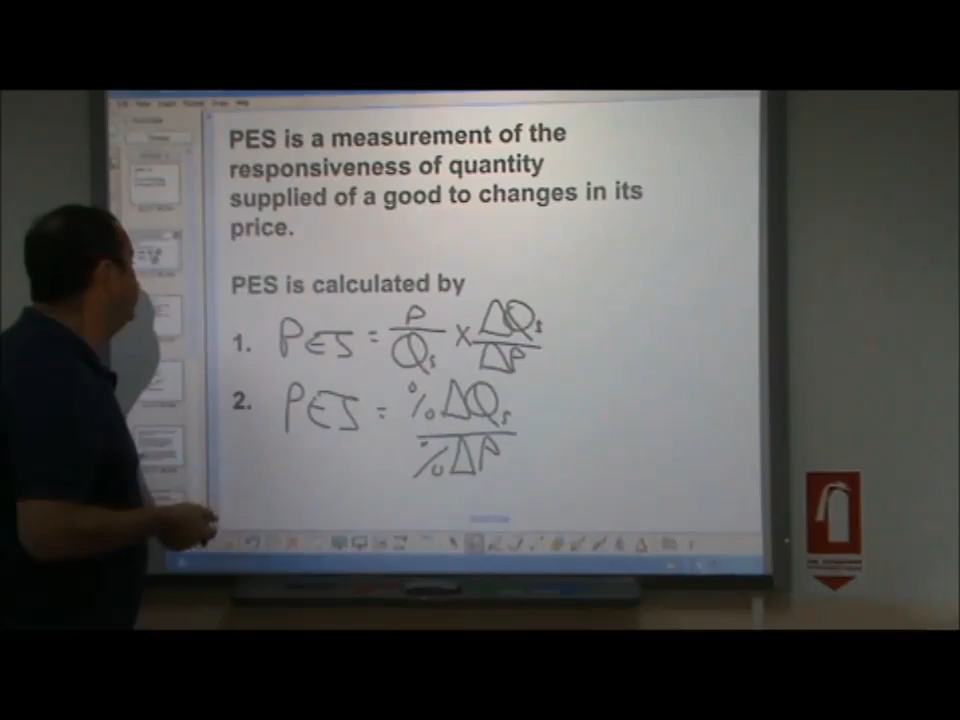 PES is a measurement of the
responsiveness of quantity
supplied of a good to changes in its
price.
PES is calculated by
1. PES = P/Qs × ΔQs/ΔP
2. PES = %ΔQs/%ΔP